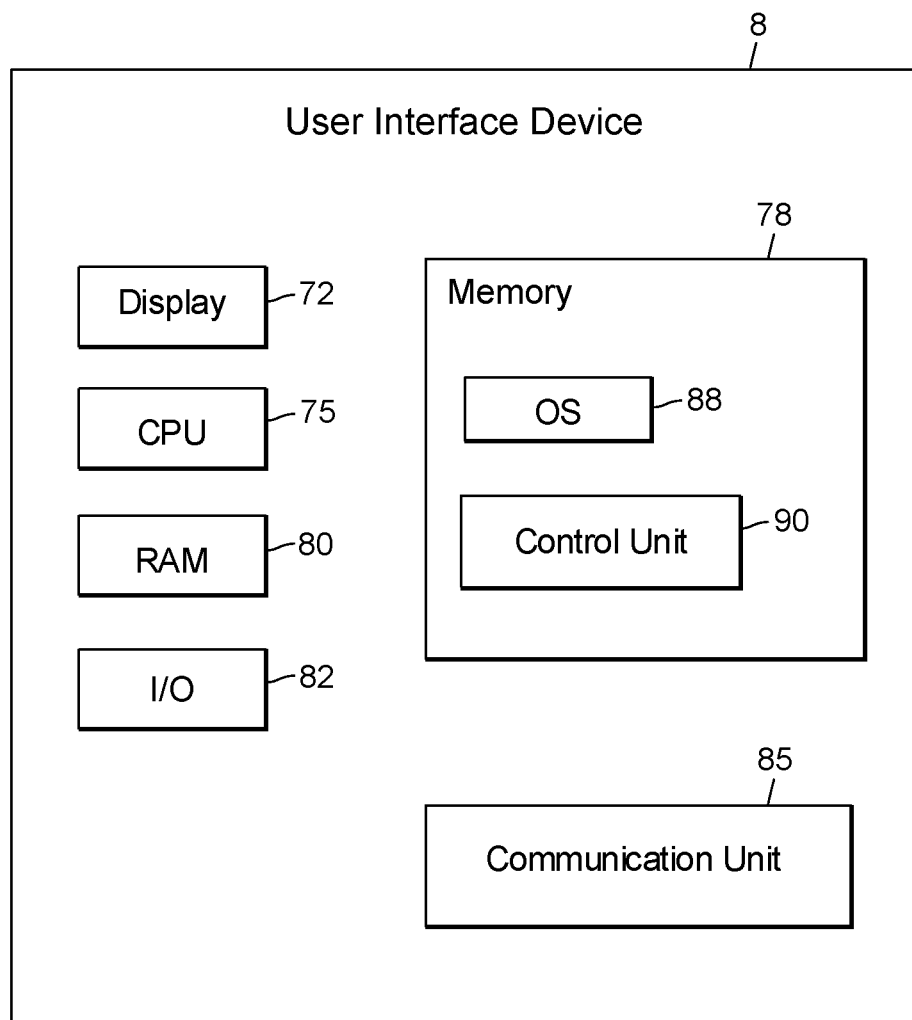 8
User Interface Device
78
Display
72
Memory
CPU
75
OS
88
RAM
80
Control Unit
90
I/O
82
85
Communication Unit